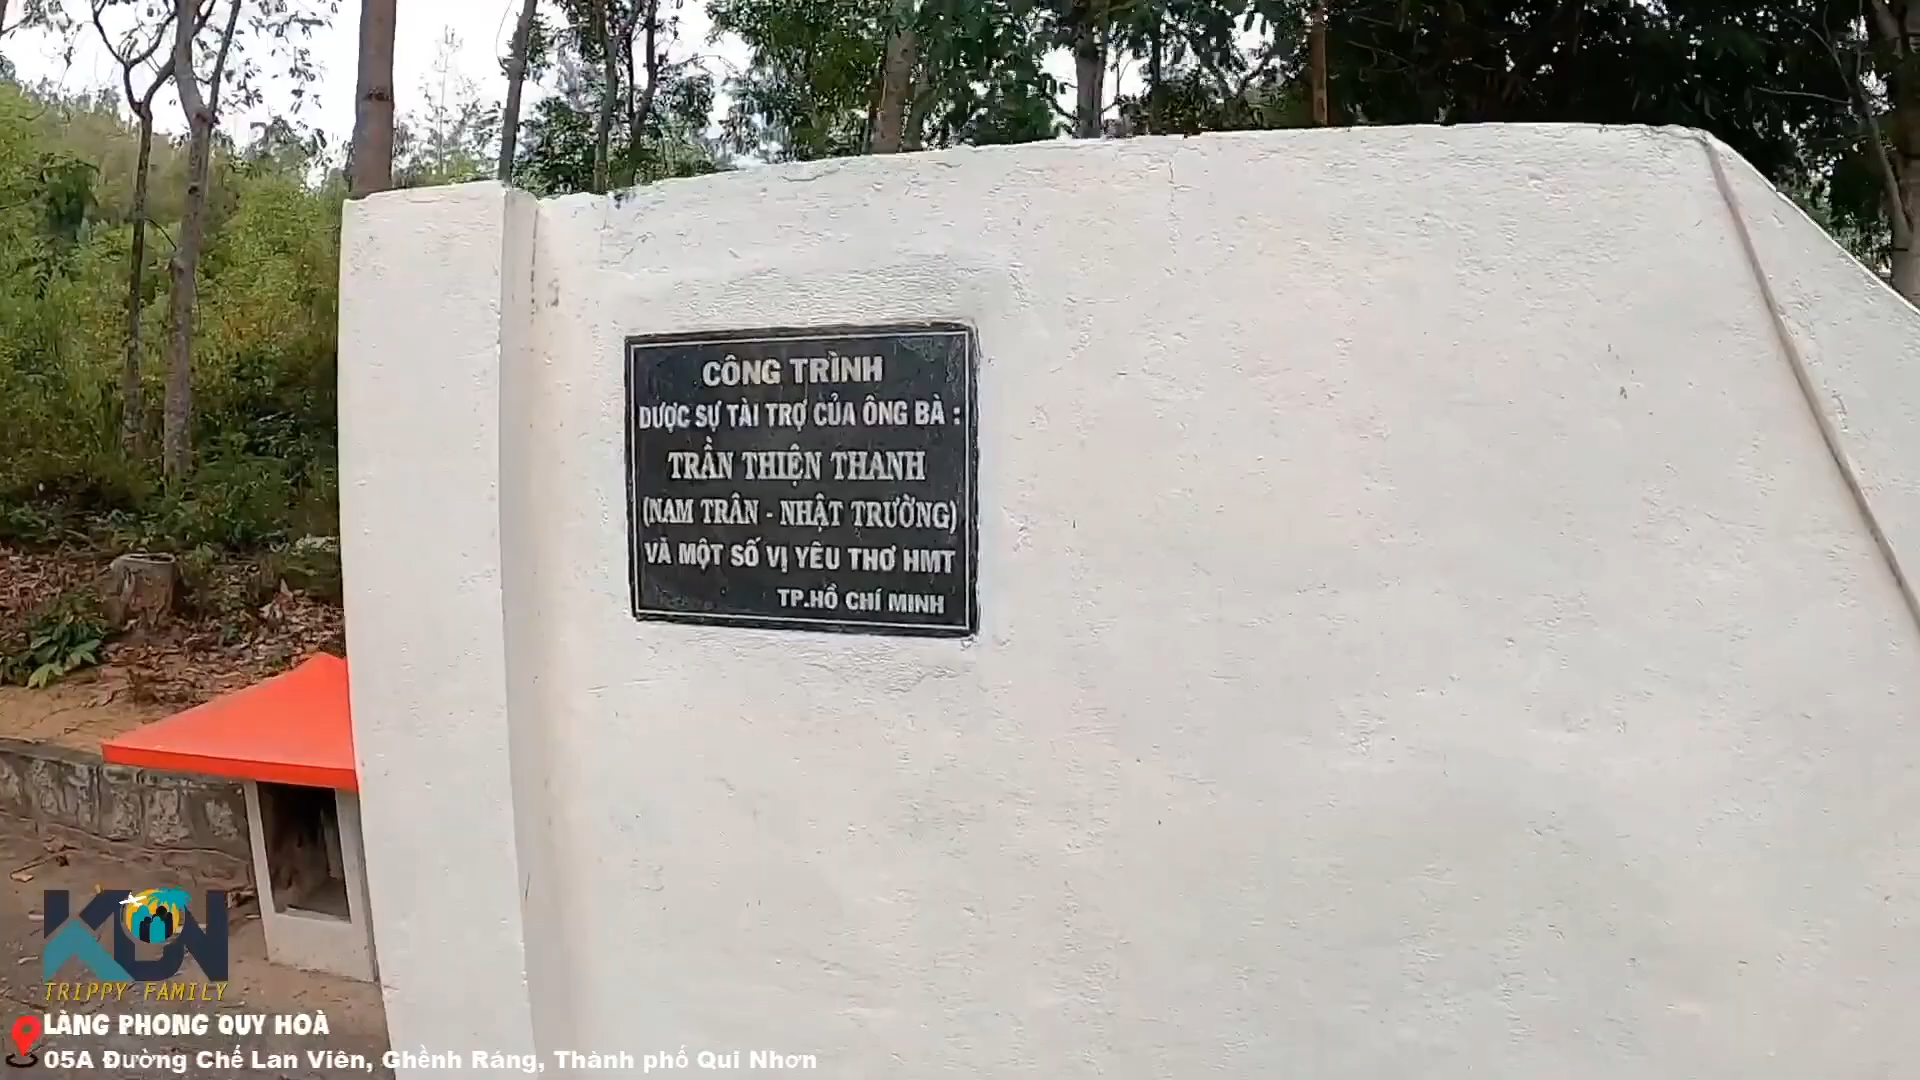 CÔNG TRÌNH
ĐƯỢC SỰ TÀI TRỢ CỦA ÔNG BÀ :
TRẦN THIỆN THANH
(NAM TRÂN - NHẬT TRƯỜNG)
VÀ MỘT SỐ VỊ YÊU THƠ HMT
TP.HỒ CHÍ MINH
KDN
TRIPPY FAMILY
LÀNG PHONG QUY HOÀ
05A Đường Chế Lan Viên, Ghềnh Ráng, Thành phố Qui Nhơn